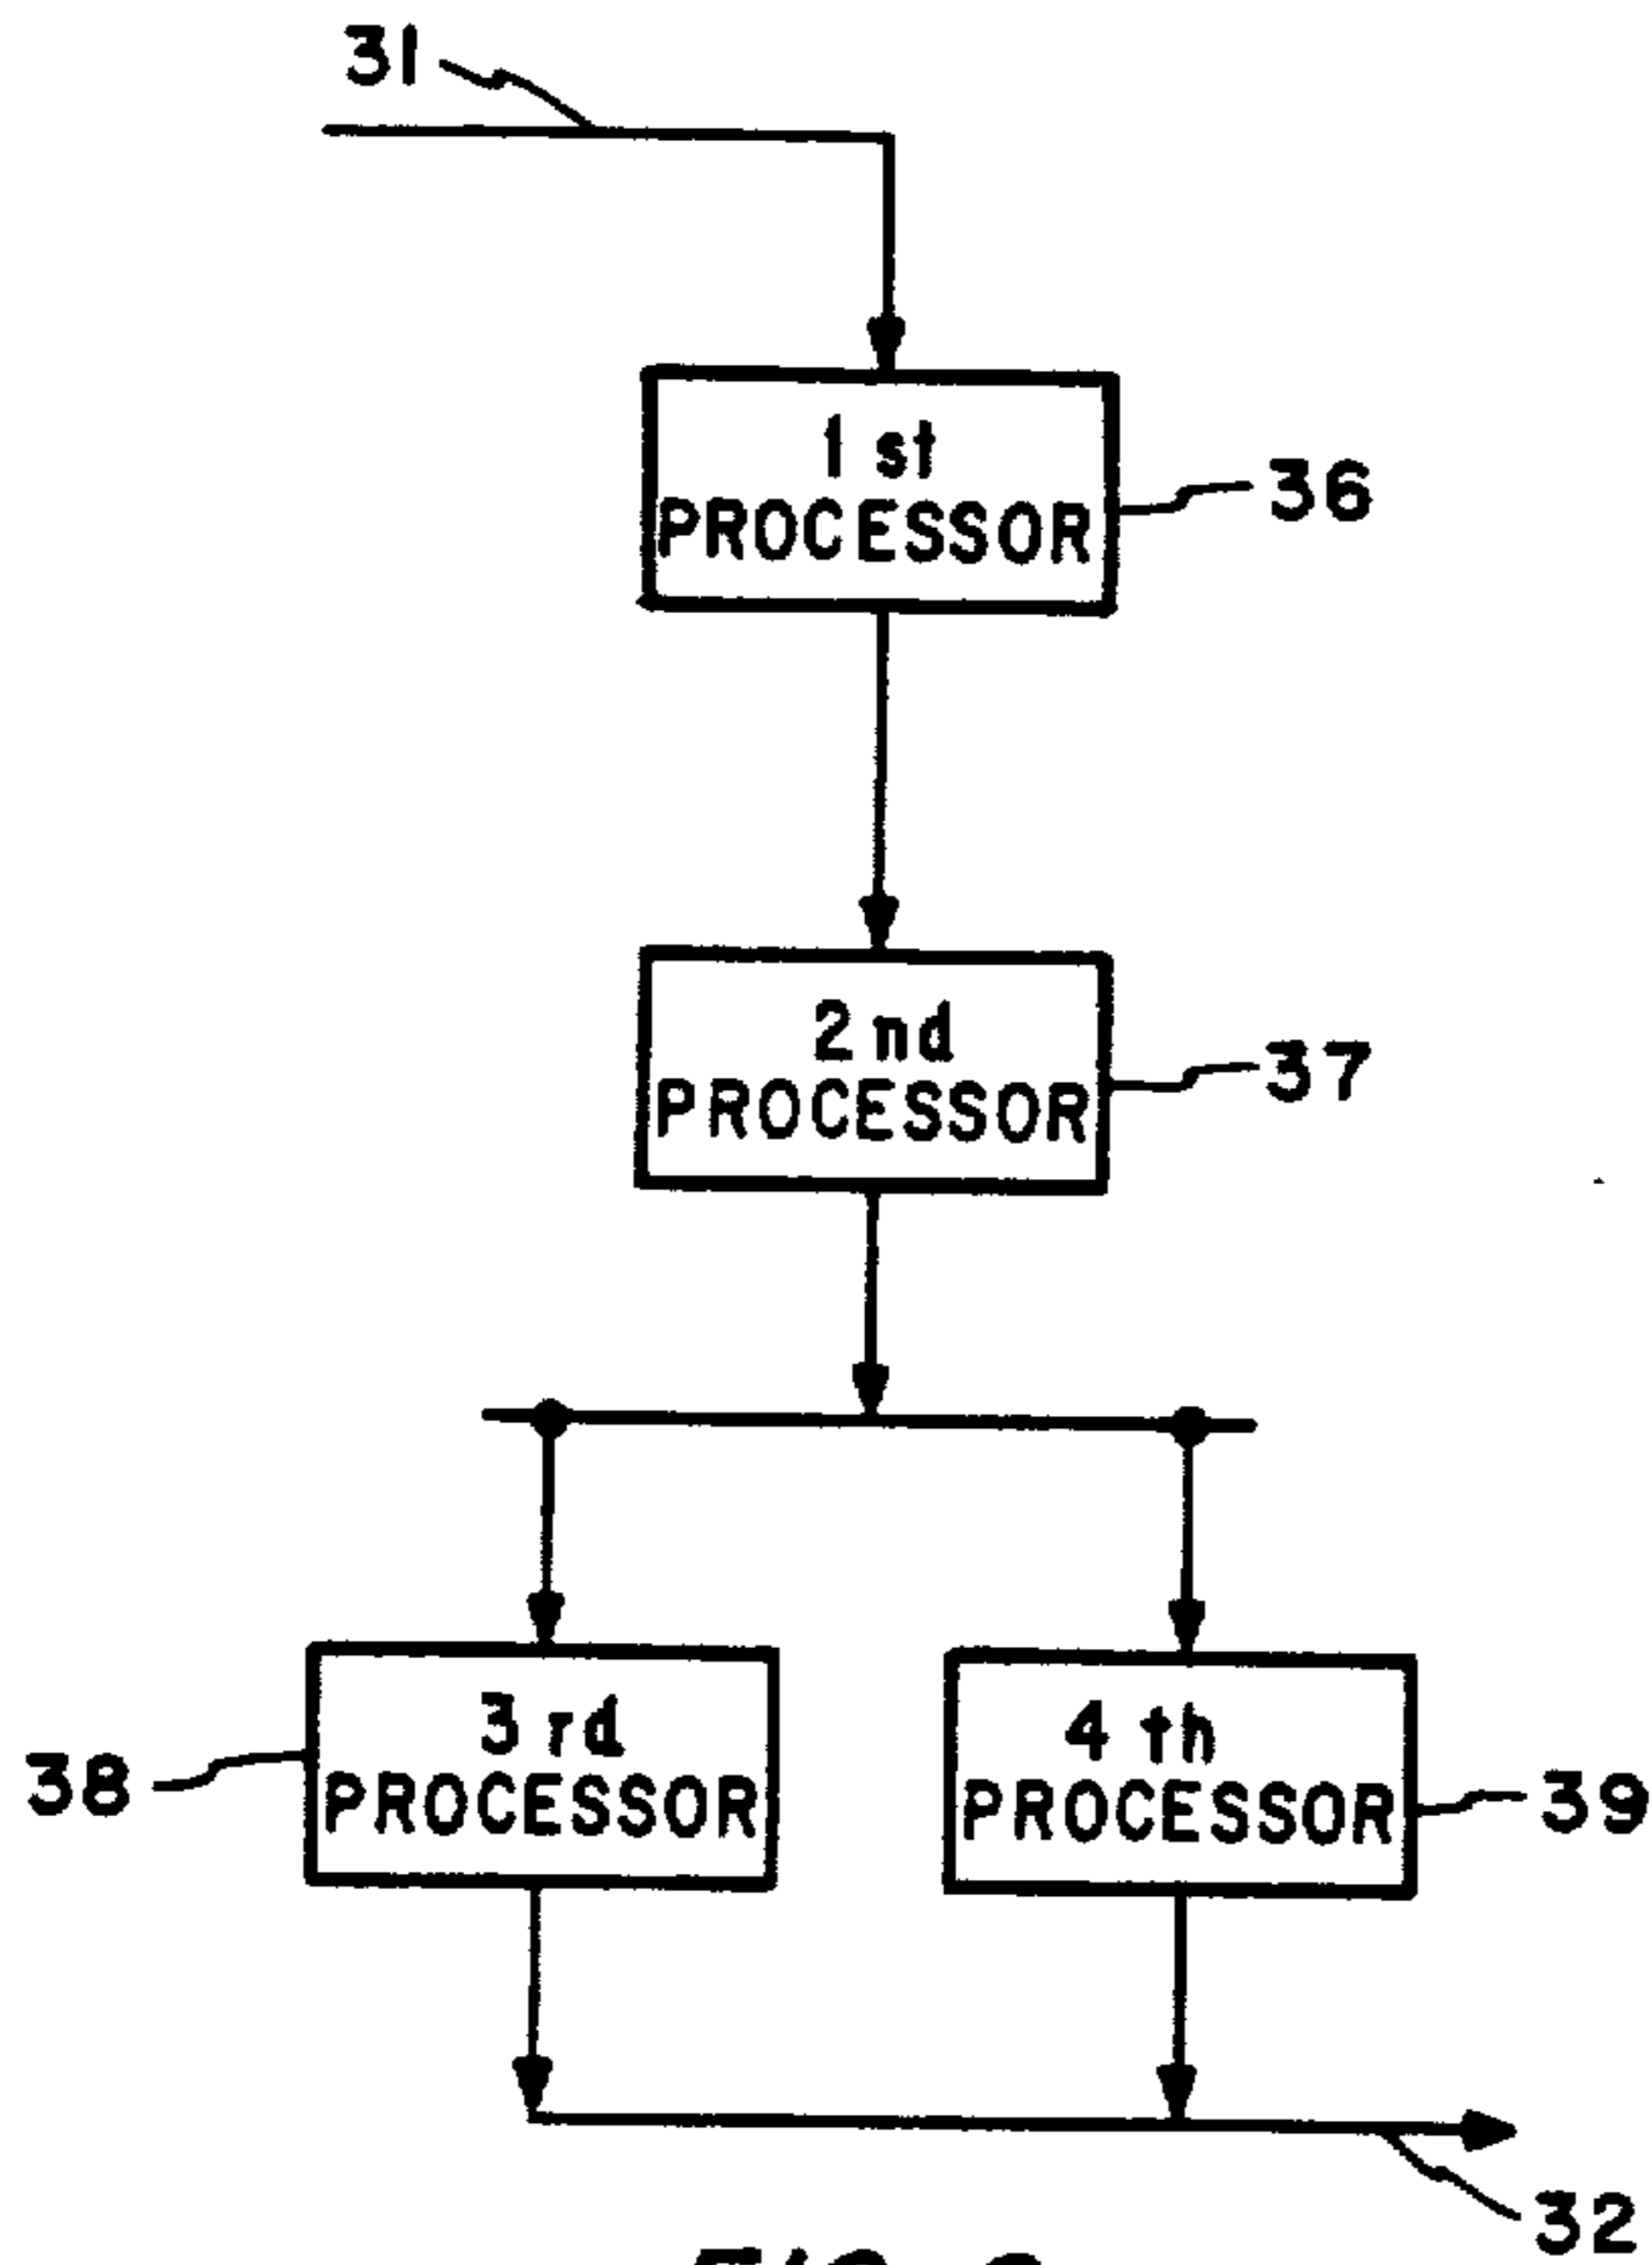 31
1 st
PROCESSOR
36
2 nd
PROCESSOR
37
3 rd
PROCESSOR
38
4 th
PROCESSOR
39
32